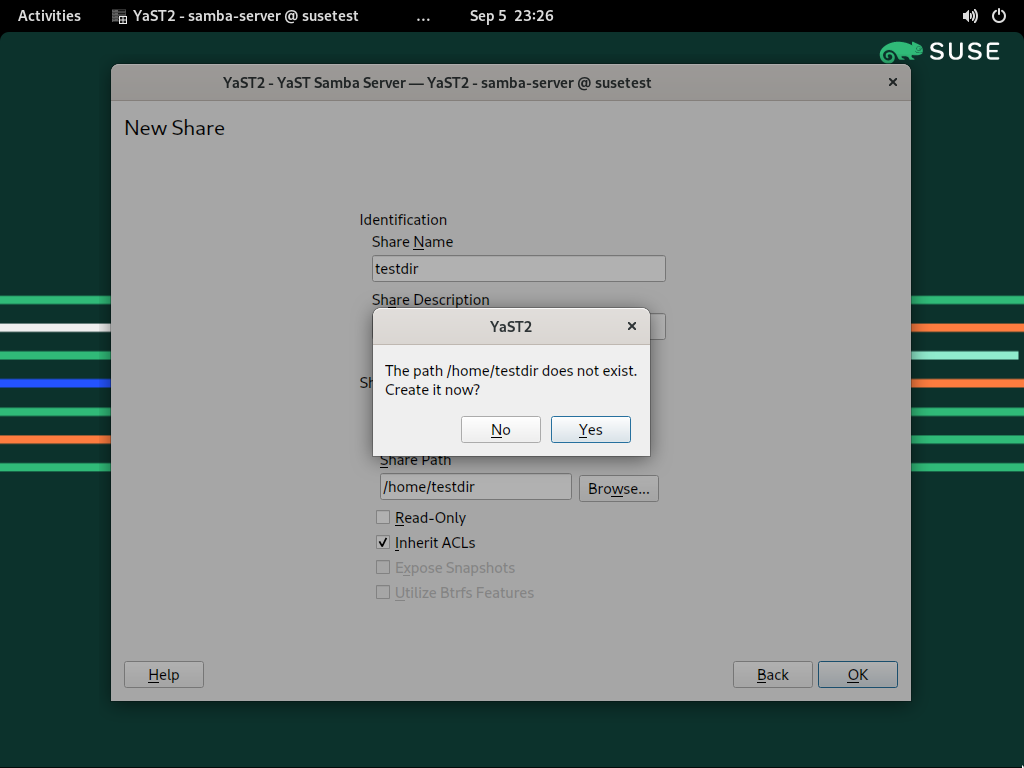 Activities YaST2 - samba-server @ susetest ... Sep 5 23:26
SUSE
YaST2 - YaST Samba Server — YaST2 - samba-server @ susetest ×
New Share
Identification
Share Name
testdir
Share Description
YaST2 ×
The path /home/testdir does not exist.
Create it now?
No Yes
Share Path
/home/testdir Browse...
Read-Only
Inherit ACLs
Expose Snapshots
Utilize Btrfs Features
Help Back OK